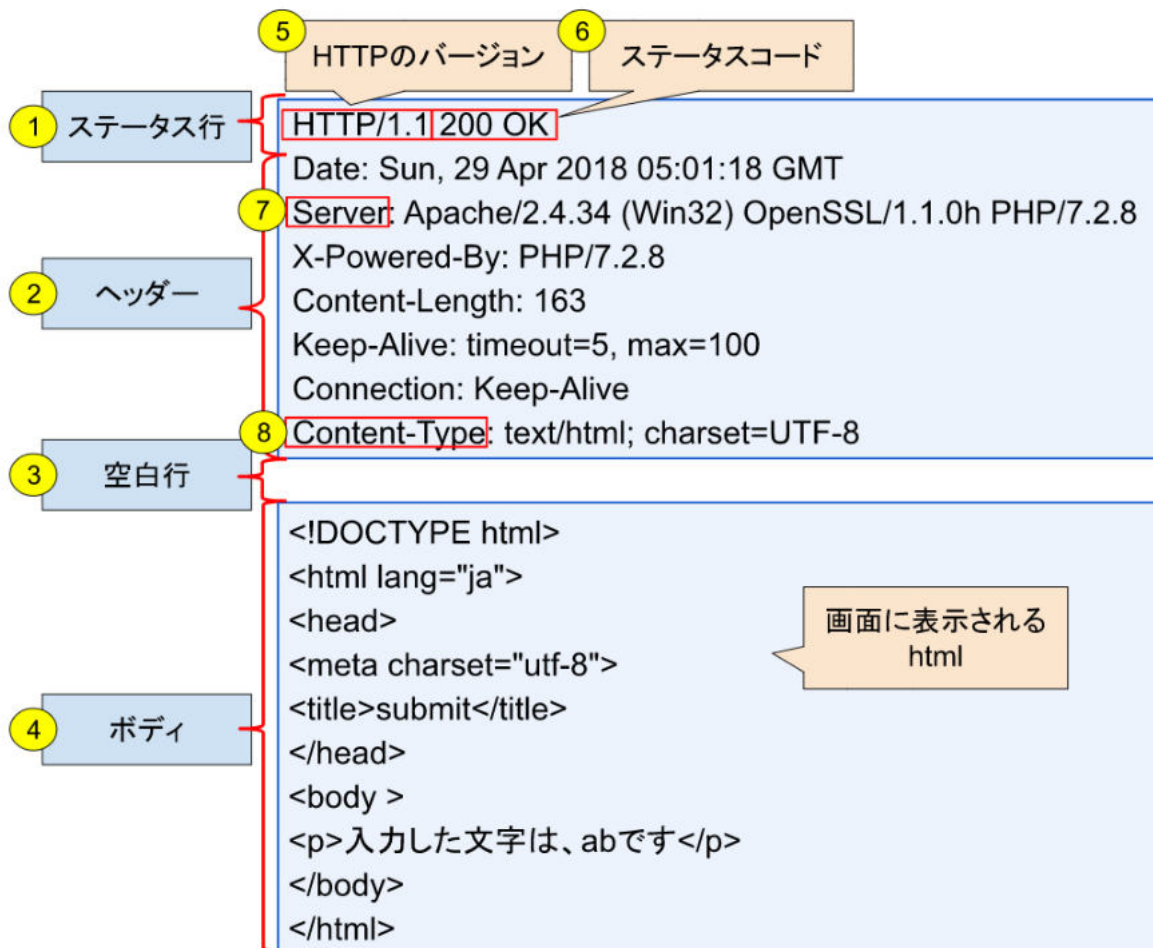 5
HTTPのバージョン
6
ステータスコード
1
ステータス行
HTTP/1.1 200 OK
Date: Sun, 29 Apr 2018 05:01:18 GMT
7
Server: Apache/2.4.34 (Win32) OpenSSL/1.1.0h PHP/7.2.8
X-Powered-By: PHP/7.2.8
2
ヘッダー
Content-Length: 163
Keep-Alive: timeout=5, max=100
Connection: Keep-Alive
8
Content-Type: text/html; charset=UTF-8
3
空白行
<!DOCTYPE html>
<html lang="ja">
<head>
<meta charset="utf-8">
<title>submit</title>
</head>
<body >
<p>入力した文字は、abです</p>
</body>
</html>
画面に表示される
html
4
ボディ